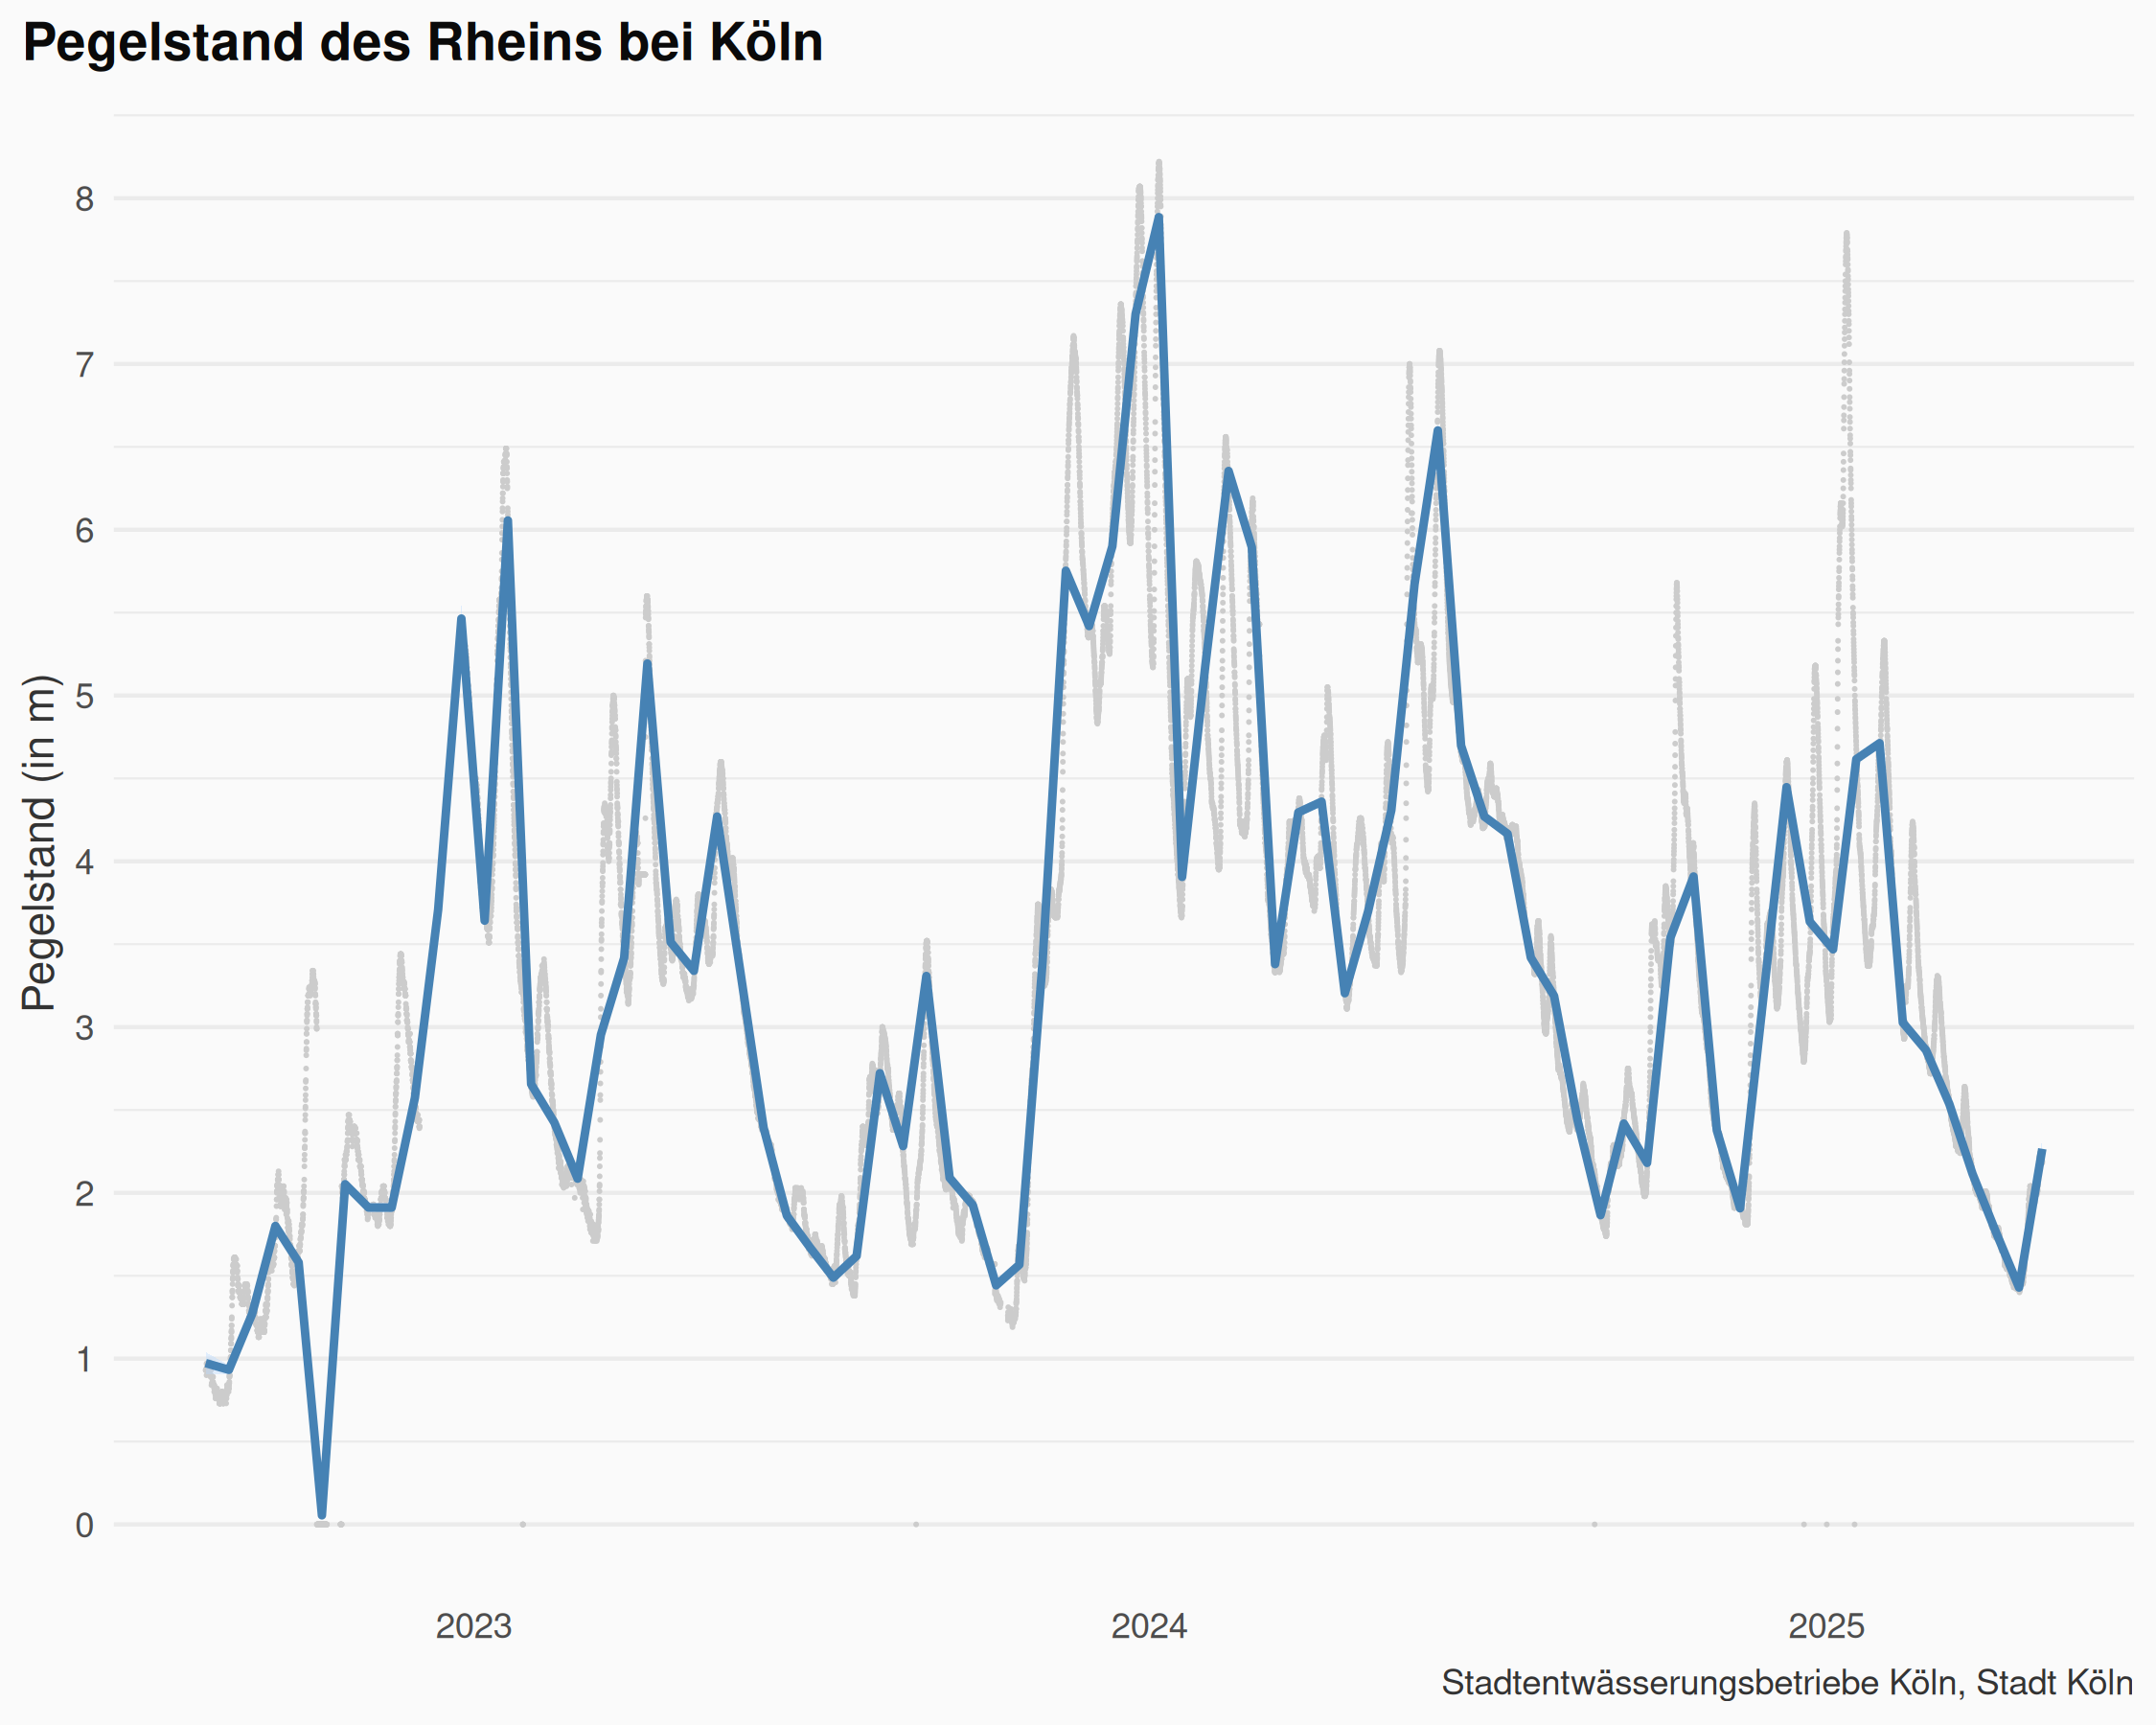 Pegelstand des Rheins bei Köln
Pegelstand (in m)
8
7
6
5
4
3
2
1
0
2023 2024 2025
Stadtentwässerungsbetriebe Köln, Stadt Köln